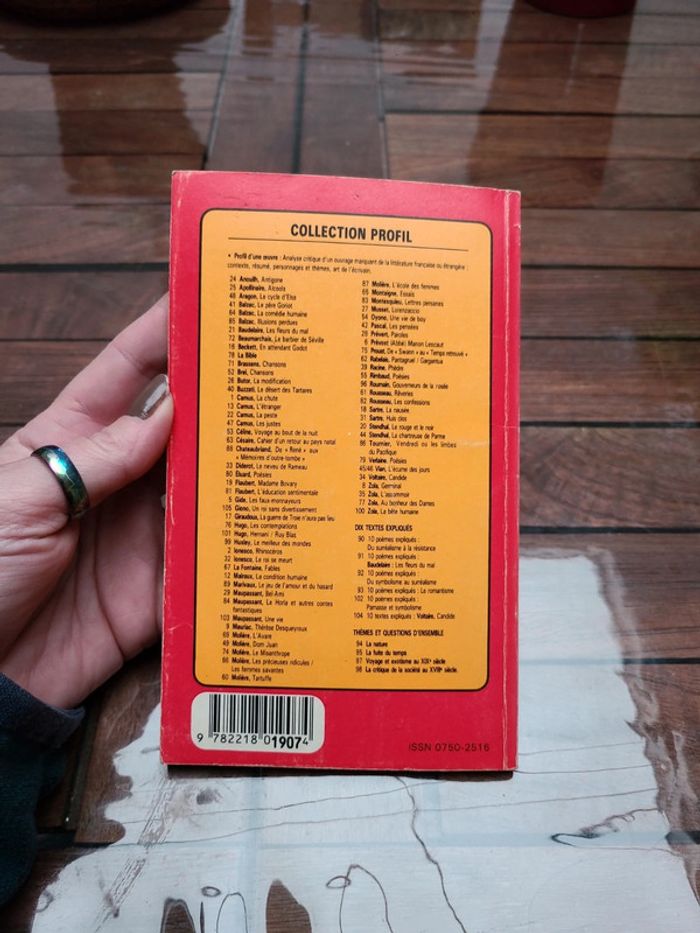 COLLECTION PROFIL
• Profil d'une œuvre : Analyse critique d'un ouvrage marquant de la littérature française ou étrangère :
contexte, résumé, personnages et thèmes, art de l'écrivain.
24 Anouilh, Antigone
25 Apollinaire, Alcools
48 Aragon, Le cycle d'Elsa
41 Balzac, Le père Goriot
64 Balzac, La comédie humaine
85 Balzac, Illusions perdues
21 Baudelaire, Les fleurs du mal
72 Beaumarchais, Le barbier de Séville
16 Beckett, En attendant Godot
78 La Bible
71 Brassens, Chansons
52 Brel, Chansons
26 Butor, La modification
40 Buzzati, Le désert des Tartares
1 Camus, La chute
13 Camus, L'étranger
22 Camus, La peste
47 Camus, Les justes
53 Céline, Voyage au bout de la nuit
63 Césaire, Cahier d'un retour au pays natal
88 Chateaubriand, De « René » aux
« Mémoires d'outre-tombe »
33 Diderot, Le neveu de Rameau
80 Éluard, Poésies
19 Flaubert, Madame Bovary
81 Flaubert, L'éducation sentimentale
5 Gide, Les faux-monnayeurs
105 Giono, Un roi sans divertissement
17 Giraudoux, La guerre de Troie n'aura pas lieu
76 Hugo, Les contemplations
101 Hugo, Hernani / Ruy Blas
99 Huxley, Le meilleur des mondes
2 Ionesco, Rhinocéros
32 Ionesco, Le roi se meurt
67 La Fontaine, Fables
12 Malraux, La condition humaine
89 Marivaux, Le jeu de l'amour et du hasard
29 Maupassant, Bel-Ami
84 Maupassant, Le Horla et autres contes
fantastiques
103 Maupassant, Une vie
9 Mauriac, Thérèse Desqueyroux
69 Molière, L'Avare
49 Molière, Dom Juan
74 Molière, Le Misanthrope
66 Molière, Les précieuses ridicules /
Les femmes savantes
60 Molière, Tartuffe
87 Molière, L'école des femmes
65 Montaigne, Essais
83 Montesquieu, Lettres persanes
27 Musset, Lorenzaccio
54 Oyono, Une vie de boy
42 Pascal, Les pensées
28 Prévert, Paroles
6 Prévost (Abbé) Manon Lescaut
75 Proust, De « Swann » au « Temps retrouvé »
62 Rabelais, Pantagruel / Gargantua
39 Racine, Phèdre
55 Rimbaud, Poésies
96 Roumain, Gouverneurs de la rosée
61 Rousseau, Rêveries
82 Rousseau, Les confessions
18 Sartre, La nausée
31 Sartre, Huis clos
20 Stendhal, Le rouge et le noir
44 Stendhal, La chartreuse de Parme
86 Tournier, Vendredi ou les limbes
du Pacifique
79 Verlaine, Poésies
45/46 Vian, L'écume des jours
34 Voltaire, Candide
8 Zola, Germinal
35 Zola, L'assommoir
77 Zola, Au bonheur des Dames
100 Zola, La bête humaine
DIX TEXTES EXPLIQUÉS
90 10 poèmes expliqués :
Du surréalisme à la résistance
91 10 poèmes expliqués :
Baudelaire : Les fleurs du mal
92 10 poèmes expliqués :
Du symbolisme au surréalisme
93 10 poèmes expliqués : Le romantisme
102 10 poèmes expliqués :
Parnasse et symbolisme
104 10 textes expliqués : Voltaire, Candide
THÈMES ET QUESTIONS D'ENSEMBLE
94 La nature
95 La fuite du temps
97 Voyage et exotisme au XIXe siècle
98 La critique de la société au XVIIIe siècle.
9 782218 019074
ISSN 0750-2516